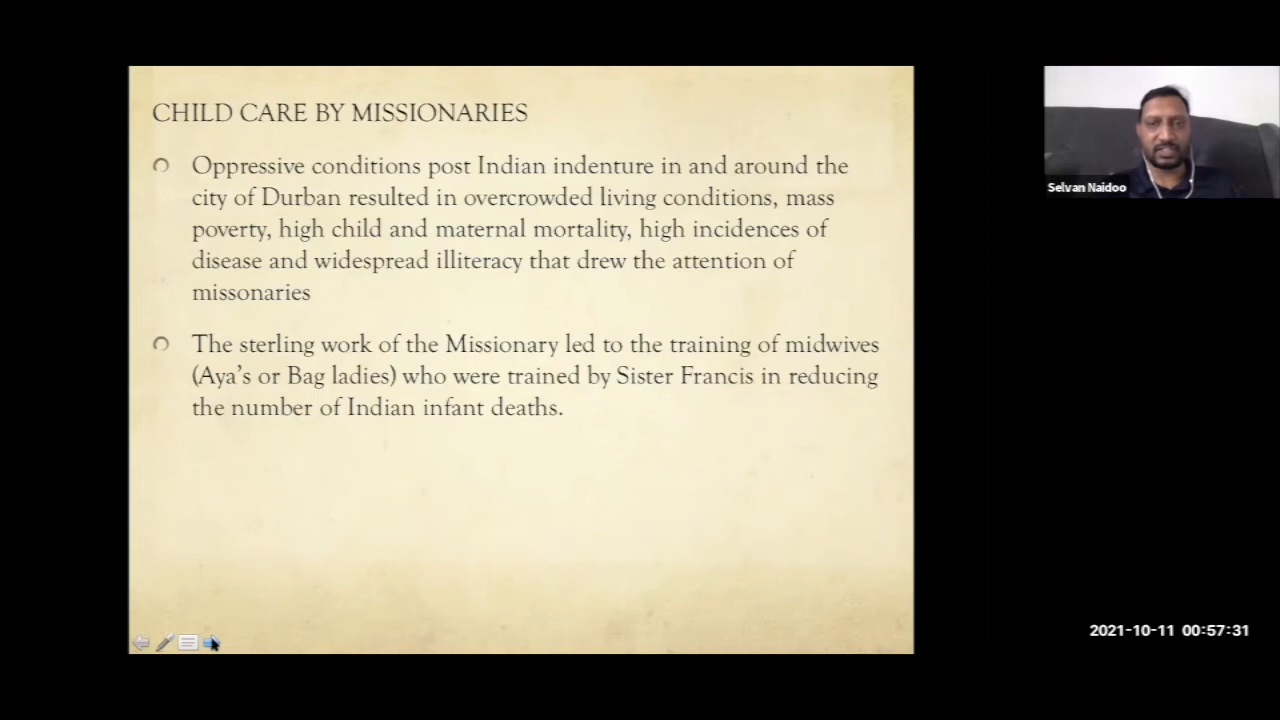 CHILD CARE BY MISSIONARIES
Oppressive conditions post Indian indenture in and around the
city of Durban resulted in overcrowded living conditions, mass
poverty, high child and maternal mortality, high incidences of
disease and widespread illiteracy that drew the attention of
missonaries
The sterling work of the Missionary led to the training of midwives
(Aya's or Bag ladies) who were trained by Sister Francis in reducing
the number of Indian infant deaths.
Selvan Naidoo
2021-10-11 00:57:31